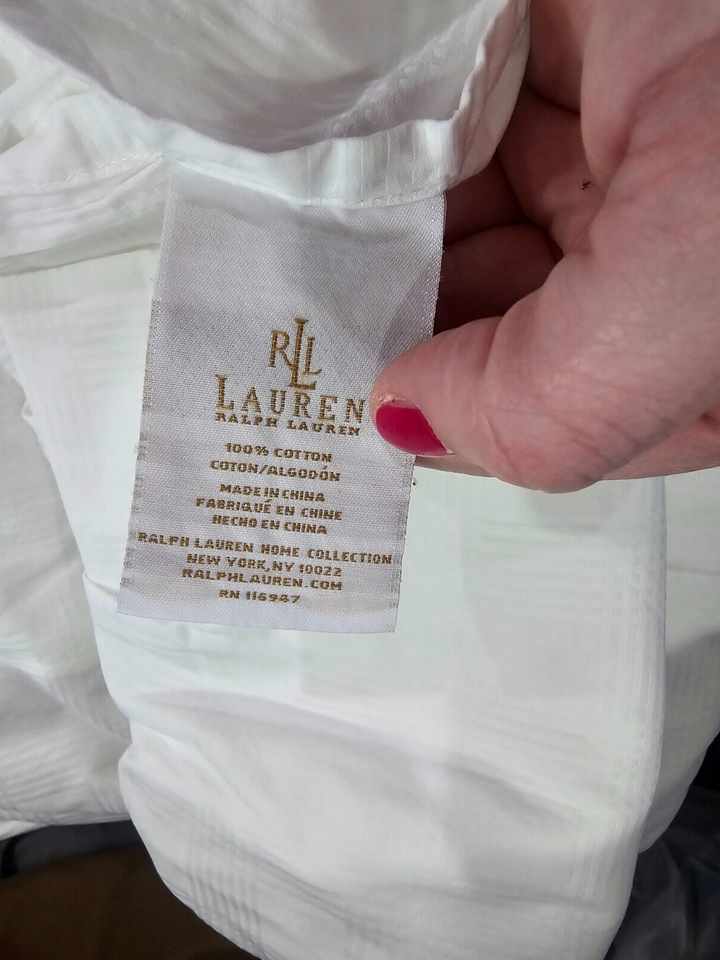 RLL
LAUREN
RALPH LAUREN
100% COTTON
COTON/ALGODÓN
MADE IN CHINA
FABRIQUÉ EN CHINE
HECHO EN CHINA
RALPH LAUREN HOME COLLECTION
NEW YORK, NY 10022
RALPHLAUREN.COM
RN 116947